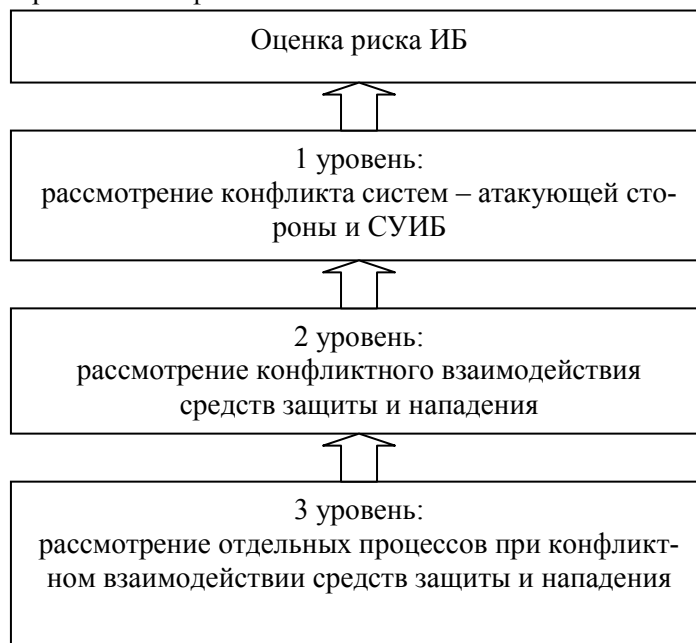 Оценка риска ИБ
1 уровень:
рассмотрение конфликта систем – атакующей сто-
роны и СУИБ
2 уровень:
рассмотрение конфликтного взаимодействия
средств защиты и нападения
3 уровень:
рассмотрение отдельных процессов при конфликт-
ном взаимодействии средств защиты и нападения